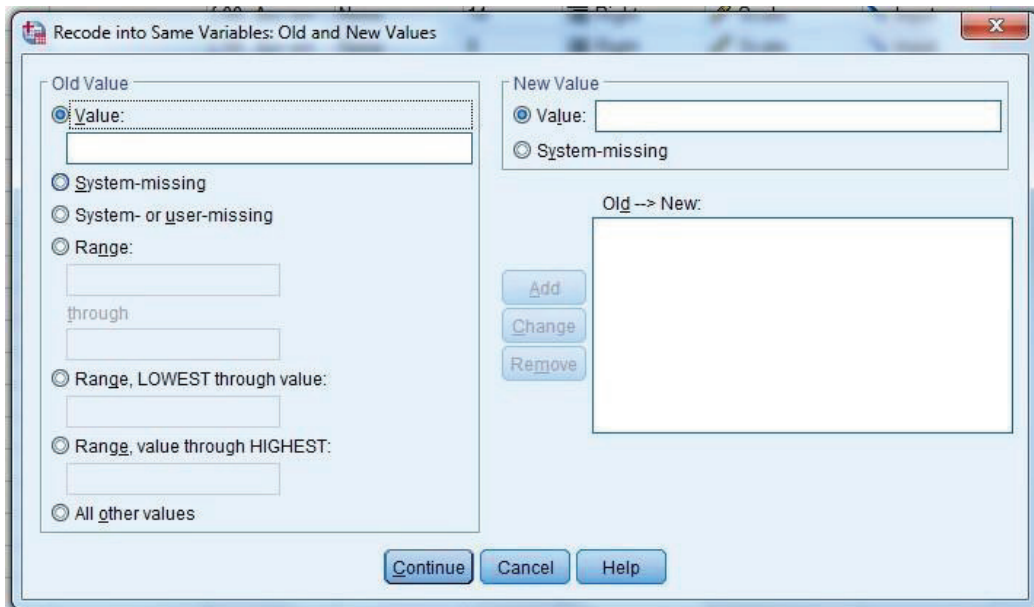 Recode into Same Variables: Old and New Values
Old Value
Value:
System-missing
System- or user-missing
Range:
through
Range, LOWEST through value:
Range, value through HIGHEST:
All other values
New Value
Value:
System-missing
Old --> New:
Add
Change
Remove
Continue Cancel Help